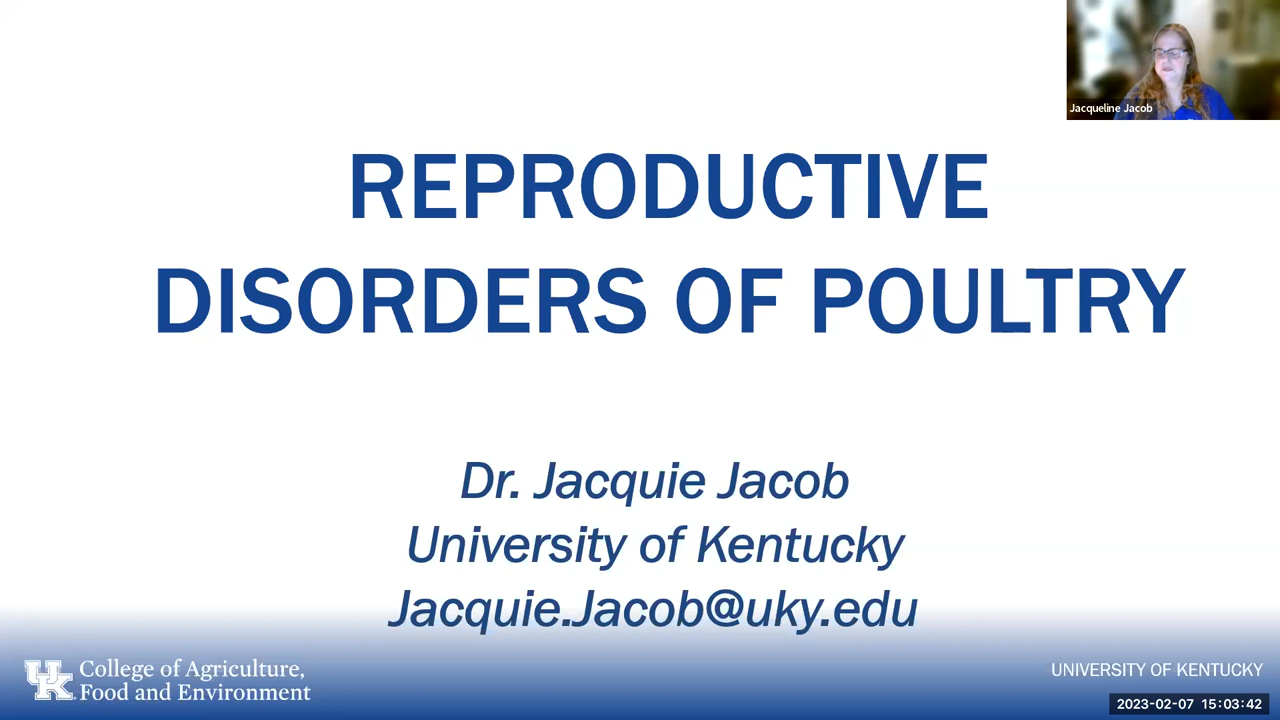 Jacqueline Jacob
REPRODUCTIVE
DISORDERS OF POULTRY
Dr. Jacquie Jacob
University of Kentucky
Jacquie.Jacob@uky.edu
UK College of Agriculture,
Food and Environment
UNIVERSITY OF KENTUCKY
2023-02-07 15:03:42